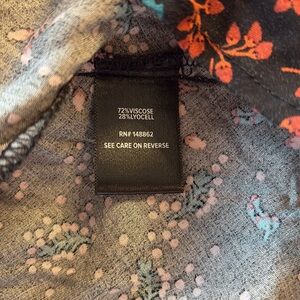 72%VISCOSE
28%LYOCELL
RN# 148862
SEE CARE ON REVERSE